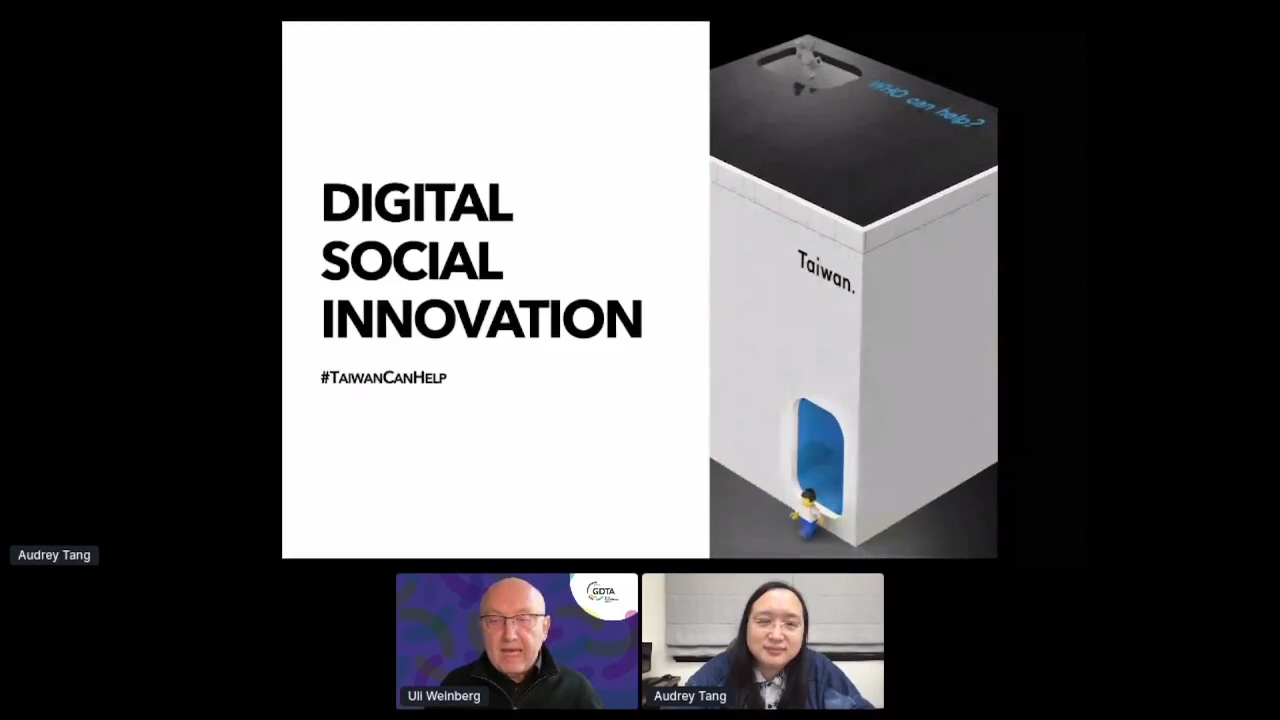 DIGITAL
SOCIAL
INNOVATION
#TAIWANCANHELP
WHO can help?
Taiwan.
Audrey Tang
GDTA
Uli Weinberg
Audrey Tang